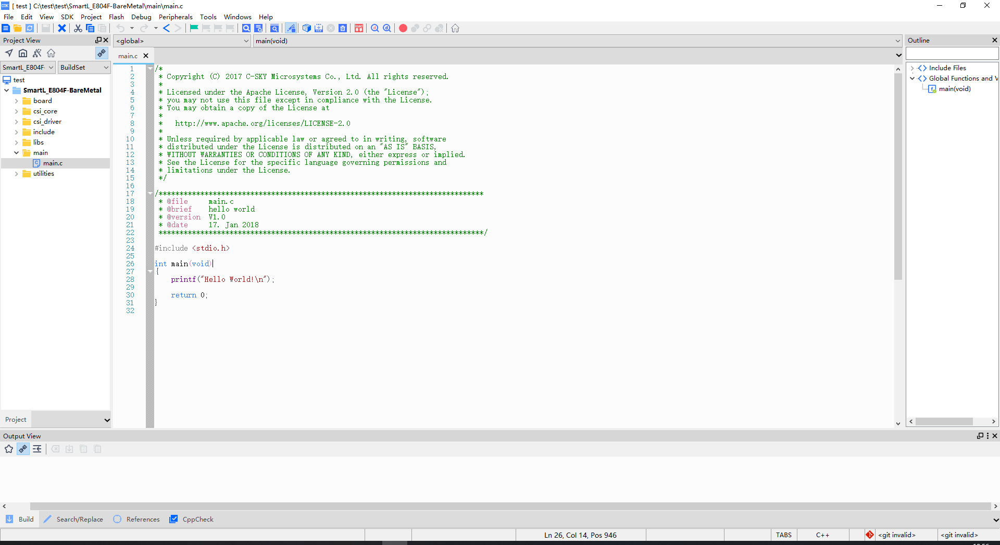 [ test ] C:\test\test\SmartL_E804F-BareMetal\main\main.c
File Edit View SDK Project Flash Debug Peripherals Tools Windows Help
Project View
<global>
main(void)
Outline
main.c
SmartL_E804F-
BuildSet
test
SmartL_E804F-BareMetal
board
csi_core
csi_driver
include
libs
main
main.c
utilities
Project
1 /*
2 * Copyright (C) 2017 C-SKY Microsystems Co., Ltd. All rights reserved.
3 *
4 * Licensed under the Apache License, Version 2.0 (the "License");
5 * you may not use this file except in compliance with the License.
6 * You may obtain a copy of the License at
7 *
8 *   http://www.apache.org/licenses/LICENSE-2.0
9 *
10 * Unless required by applicable law or agreed to in writing, software
11 * distributed under the License is distributed on an "AS IS" BASIS,
12 * WITHOUT WARRANTIES OR CONDITIONS OF ANY KIND, either express or implied.
13 * See the License for the specific language governing permissions and
14 * limitations under the License.
15 */
16
17 /******************************************************************************
18 * @file     main.c
19 * @brief    hello world
20 * @version  V1.0
21 * @date     17. Jan 2018
22 ******************************************************************************/
23
24 #include <stdio.h>
25
26 int main(void)
27 {
28     printf("Hello World!\n");
29
30     return 0;
31 }
32
Include Files
Global Functions and V
main(void)
Output View
Build Search/Replace References CppCheck
Ln 26, Col 14, Pos 946 TABS C++ <git invalid> <git invalid>